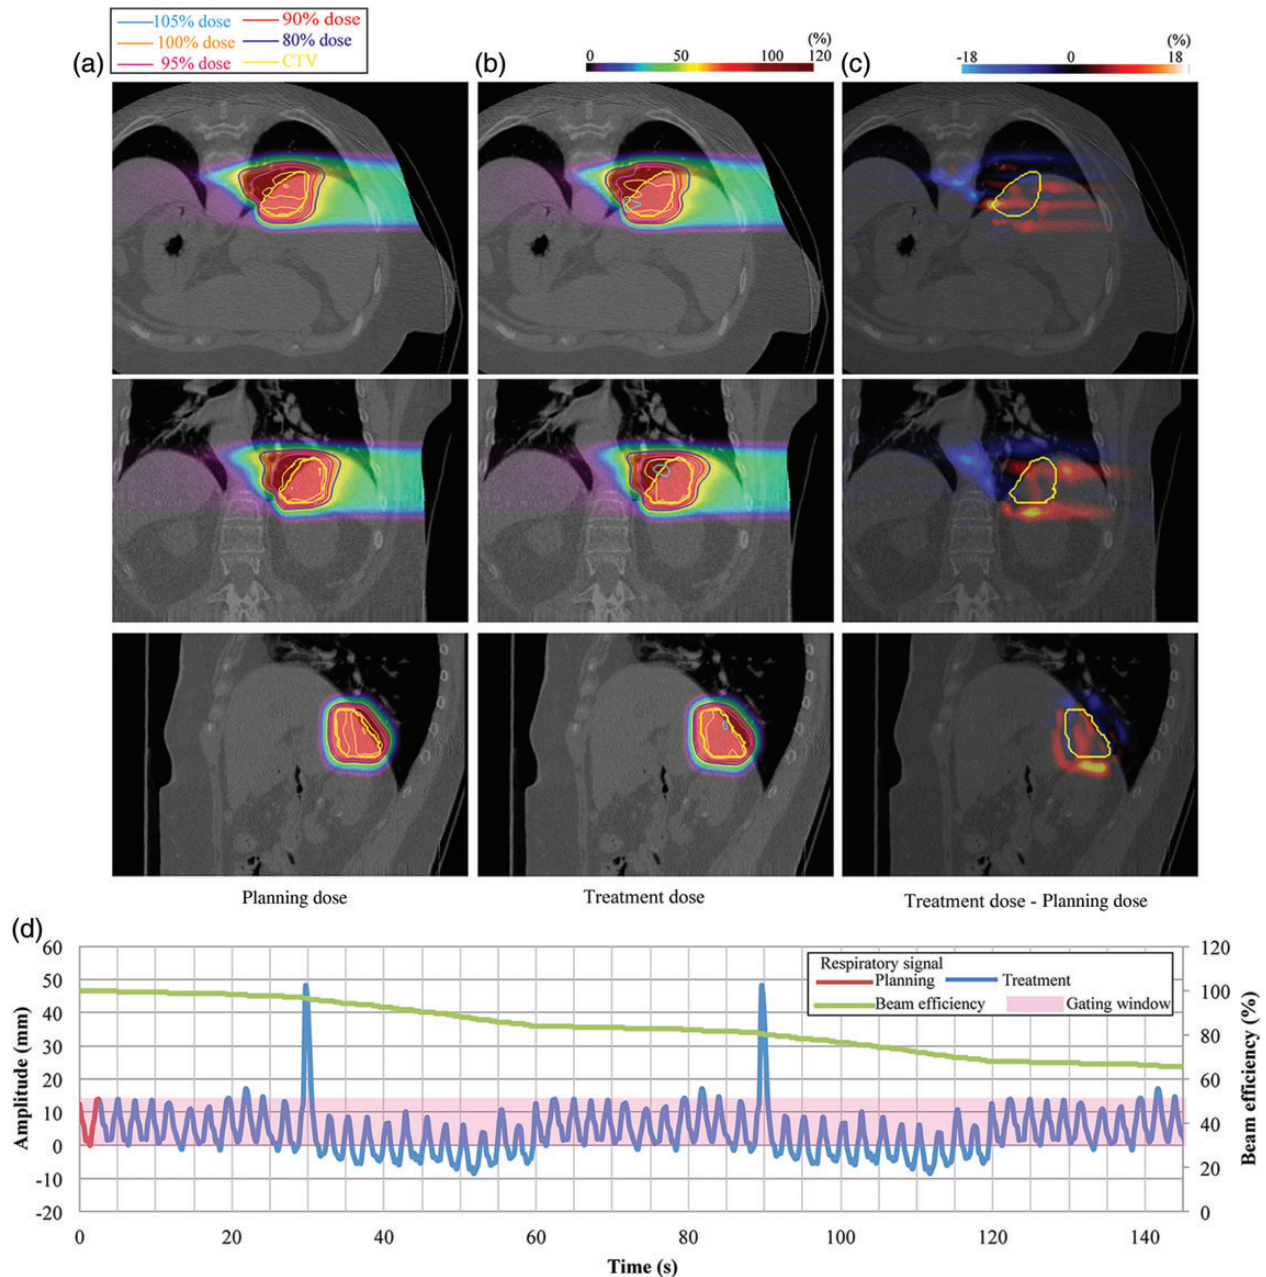 105% dose 90% dose
100% dose 80% dose
95% dose CTV
(a)
(b)
(%)
0 50 100 120
(c)
(%)
-18 0 18
Planning dose
Treatment dose
Treatment dose - Planning dose
(d)
Amplitude (mm)
60
50
40
30
20
10
0
-10
-20
Respiratory signal
Planning Treatment
Beam efficiency Gating window
120
100
80
60
40
20
0
Beam efficiency (%)
0 20 40 60 80 100 120 140
Time (s)